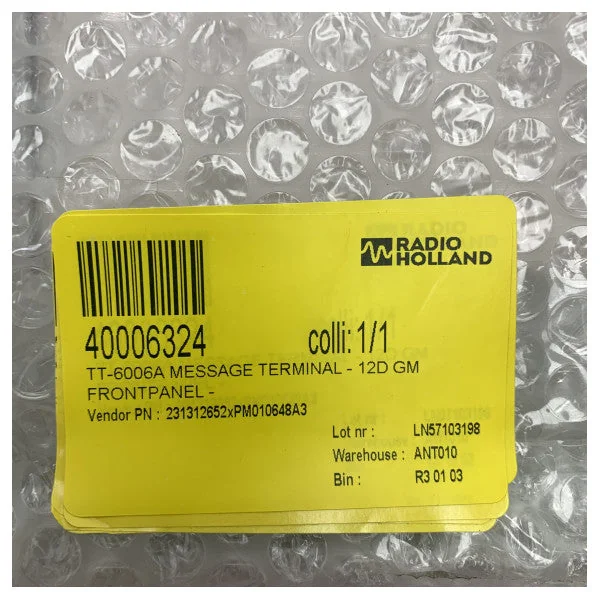 RADIO
HOLLAND
40006324
colli: 1/1
TT-6006A MESSAGE TERMINAL - 12D GM
FRONTPANEL -
Vendor PN : 231312652xPM010648A3
Lot nr : LN57103198
Warehouse : ANT010
Bin : R3 01 03